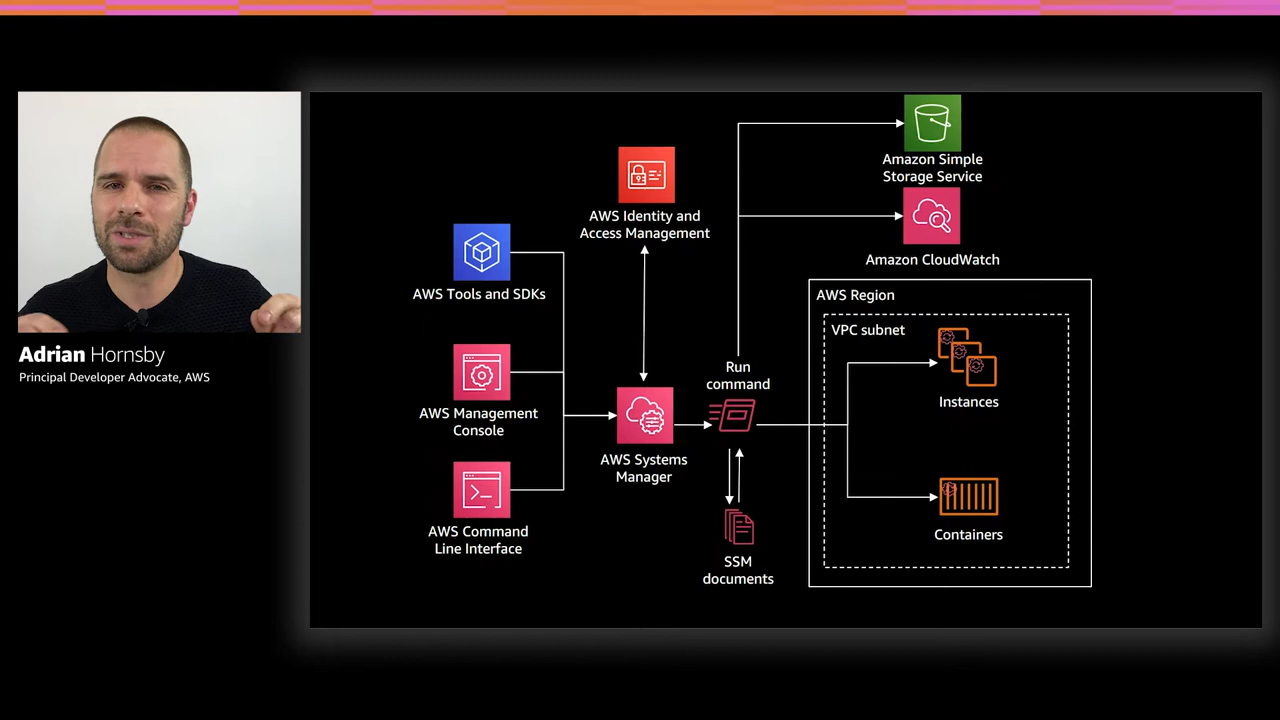 Adrian Hornsby
Principal Developer Advocate, AWS
AWS Tools and SDKs
AWS Management
Console
AWS Command
Line Interface
AWS Identity and
Access Management
AWS Systems
Manager
Run
command
SSM
documents
Amazon Simple
Storage Service
Amazon CloudWatch
AWS Region
VPC subnet
Instances
Containers